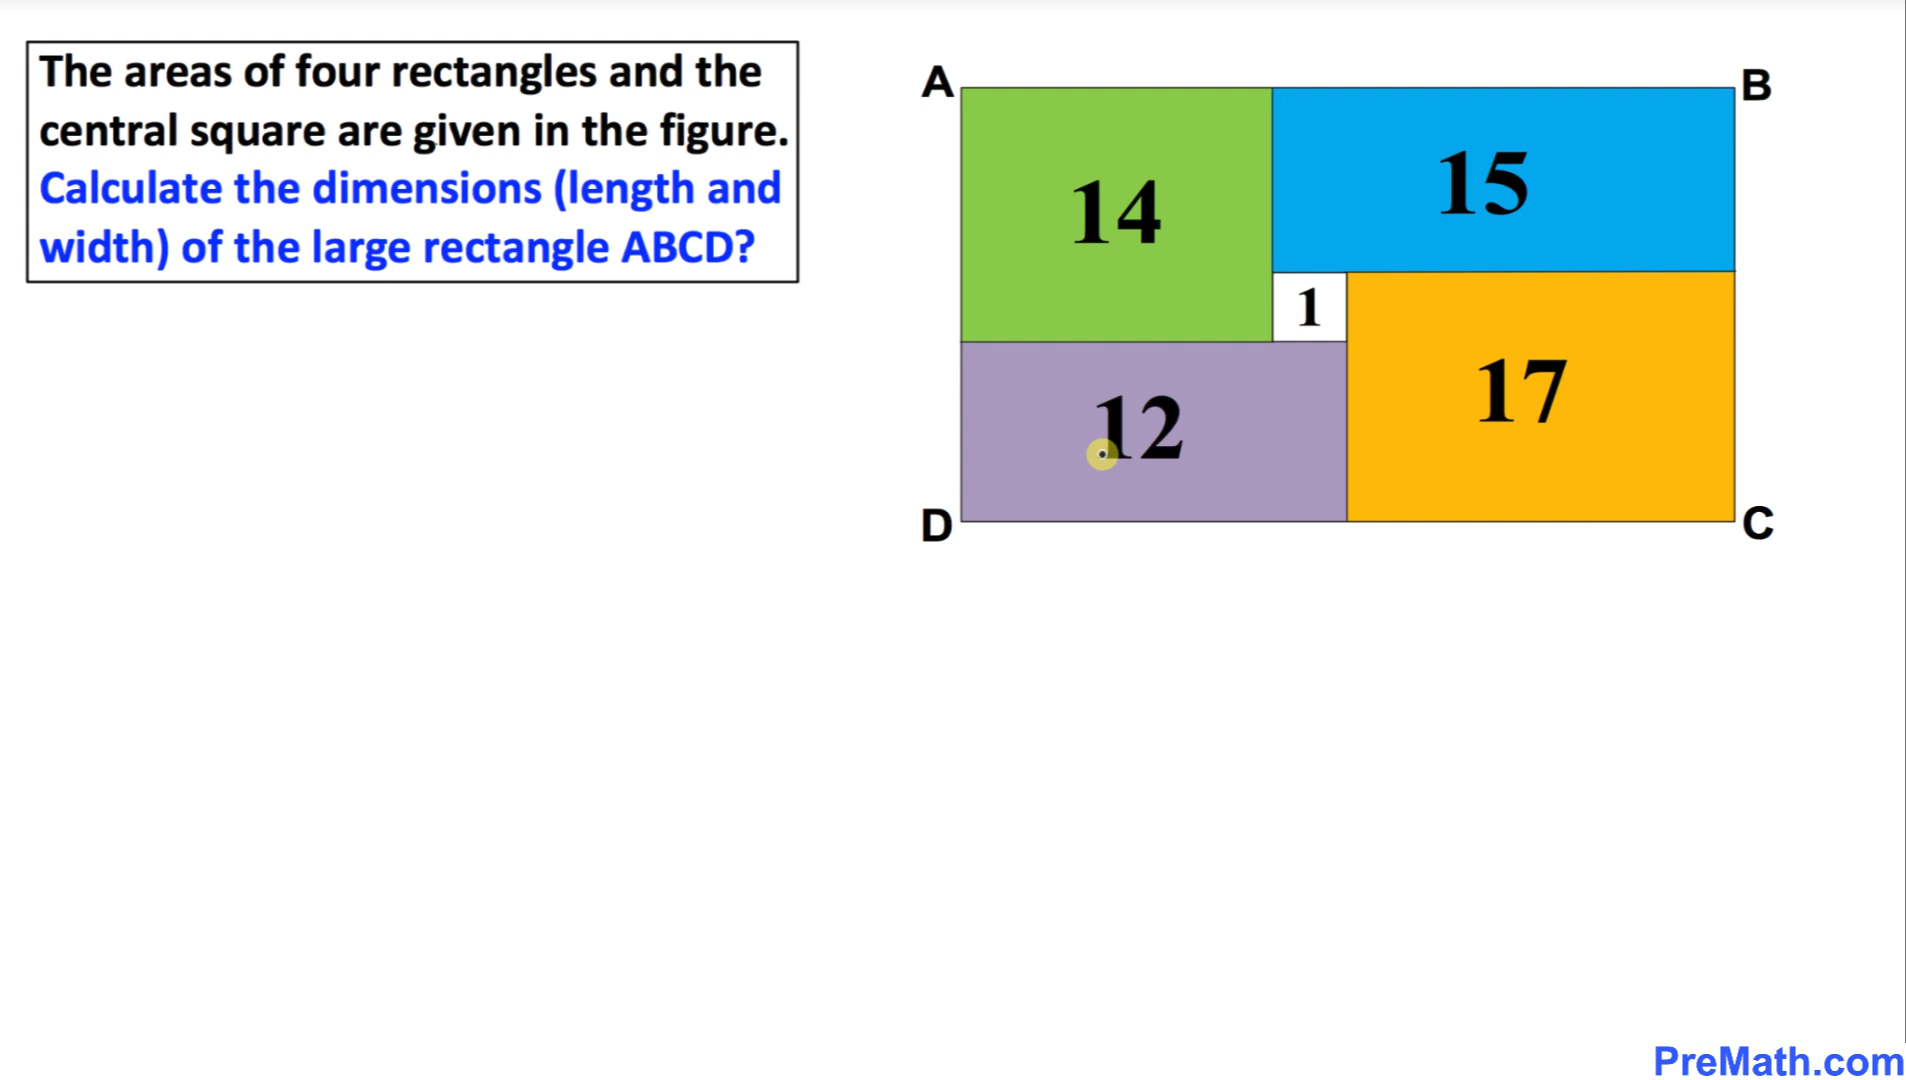 The areas of four rectangles and the
central square are given in the figure.
Calculate the dimensions (length and
width) of the large rectangle ABCD?
A
B
14
15
1
17
12
D
C
PreMath.com